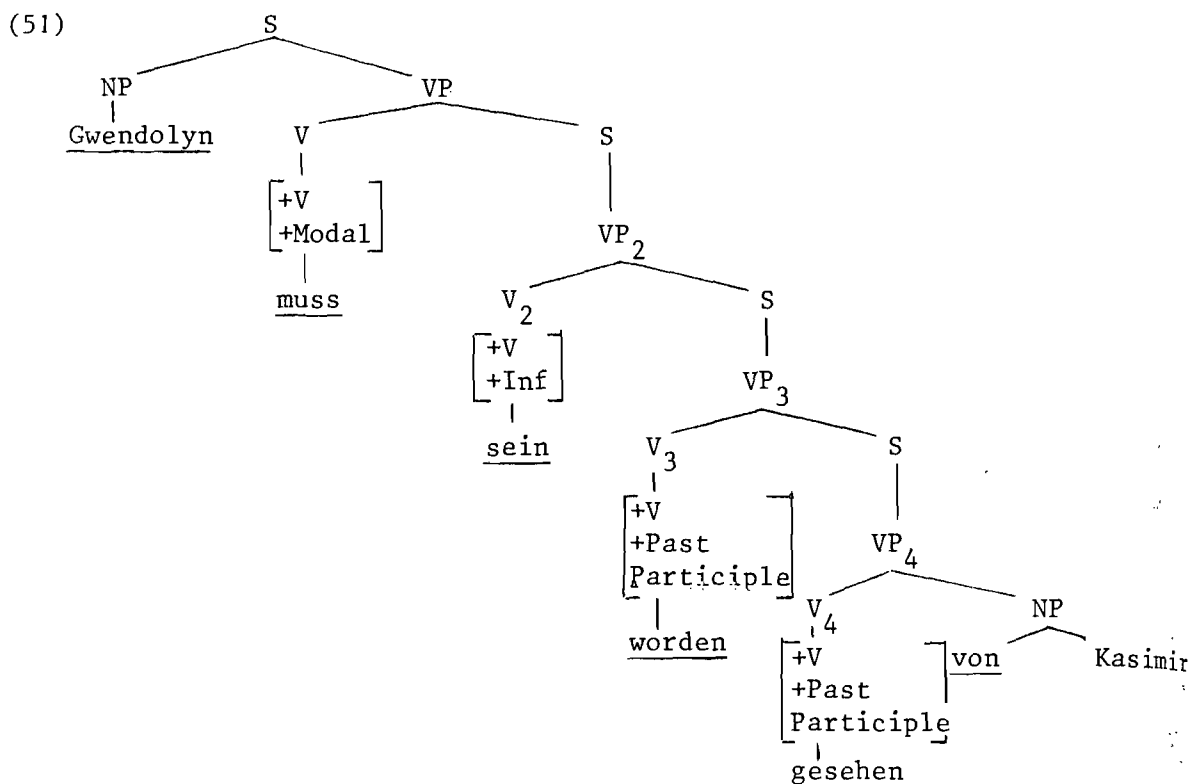 (51) S
NP VP
Gwendolyn V S
[+V
+Modal] VP2
muss
V2 S
[+V
+Inf] VP3
sein V3 S
[+V
+Past VP4
Participle] V4 NP
worden [+V von Kasimir
+Past
Participle]
gesehen